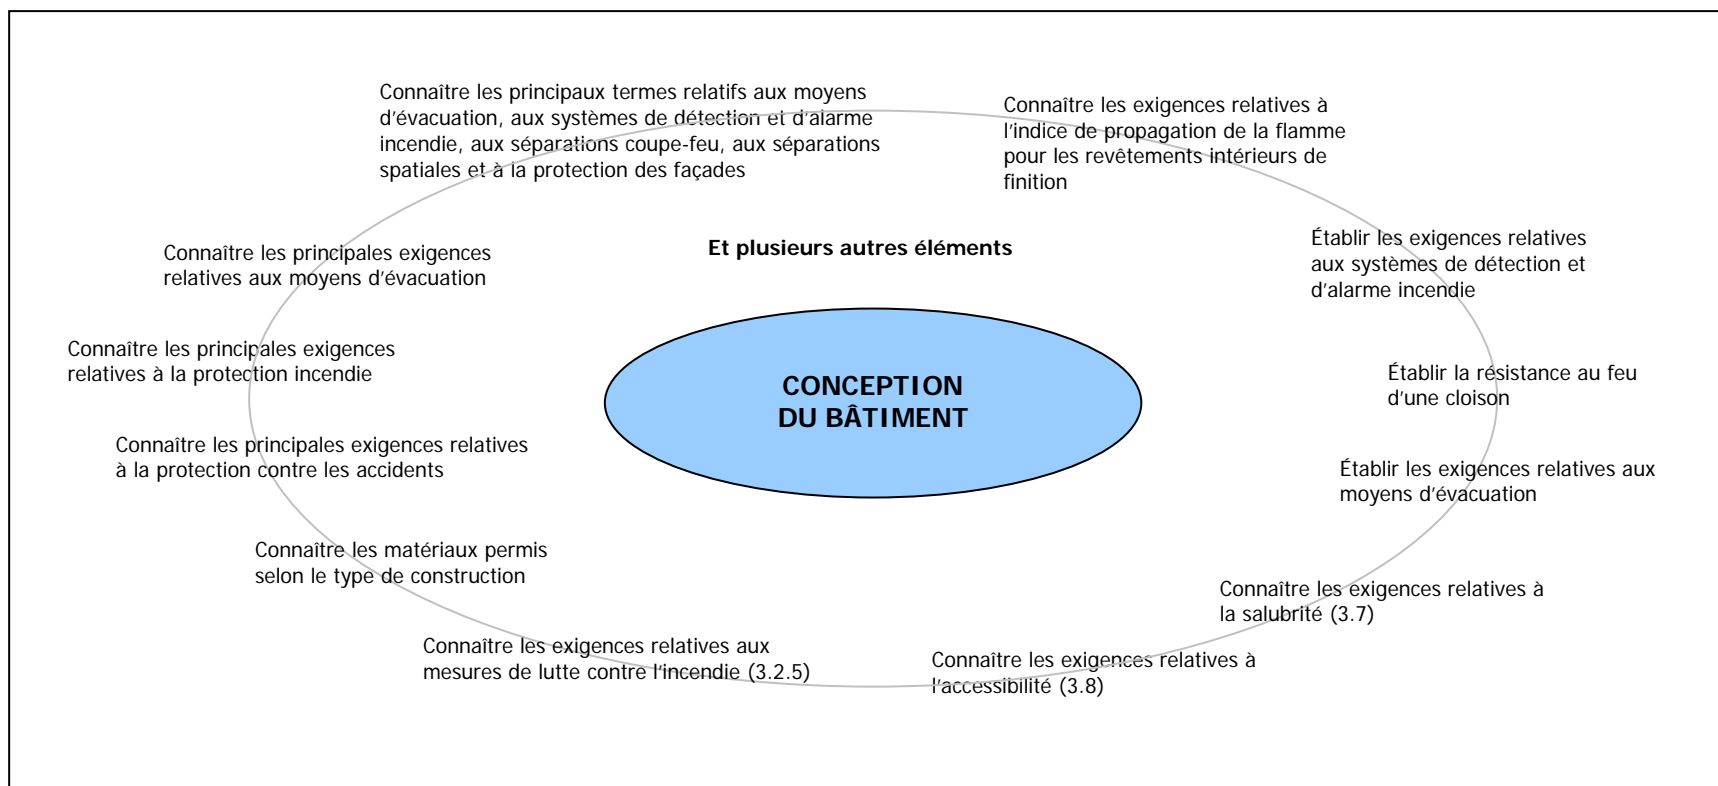 Connaître les principaux termes relatifs aux moyens
d'évacuation, aux systèmes de détection et d'alarme
incendie, aux séparations coupe-feu, aux séparations
spatiales et à la protection des façades
Connaître les exigences relatives à
l'indice de propagation de la flamme
pour les revêtements intérieurs de
finition
Connaître les principales exigences
relatives aux moyens d'évacuation
Et plusieurs autres éléments
Établir les exigences relatives
aux systèmes de détection et
d'alarme incendie
Connaître les principales exigences
relatives à la protection incendie
CONCEPTION
DU BÂTIMENT
Établir la résistance au feu
d'une cloison
Connaître les principales exigences relatives
à la protection contre les accidents
Établir les exigences relatives aux
moyens d'évacuation
Connaître les matériaux permis
selon le type de construction
Connaître les exigences relatives à
la salubrité (3.7)
Connaître les exigences relatives aux
mesures de lutte contre l'incendie (3.2.5)
Connaître les exigences relatives à
l'accessibilité (3.8)